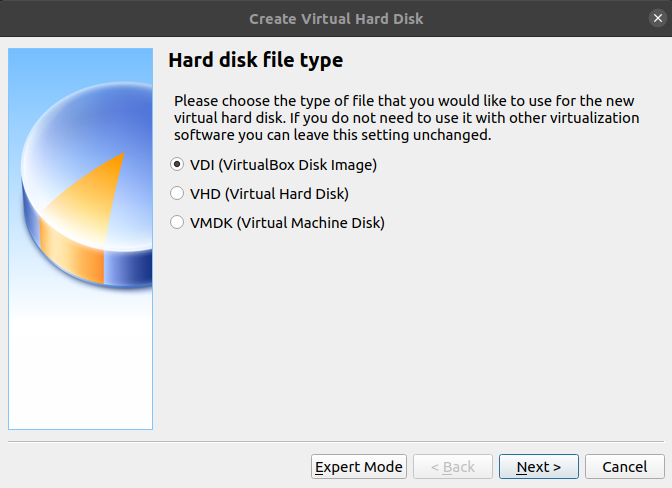 Create Virtual Hard Disk
Hard disk file type
Please choose the type of file that you would like to use for the new
virtual hard disk. If you do not need to use it with other virtualization
software you can leave this setting unchanged.
VDI (VirtualBox Disk Image)
VHD (Virtual Hard Disk)
VMDK (Virtual Machine Disk)
Expert Mode
< Back
Next >
Cancel